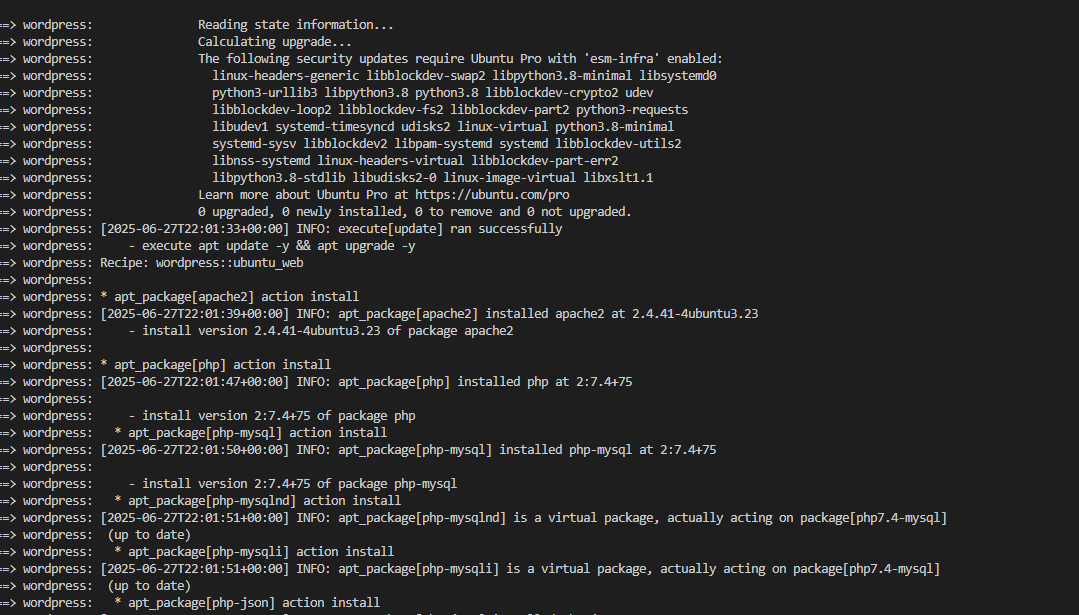 ==> wordpress: Reading state information...
==> wordpress: Calculating upgrade...
==> wordpress: The following security updates require Ubuntu Pro with 'esm-infra' enabled:
==> wordpress: linux-headers-generic libblockdev-swap2 libpython3.8-minimal libsystemd0
==> wordpress: python3-urllib3 libpython3.8 python3.8 libblockdev-crypto2 udev
==> wordpress: libblockdev-loop2 libblockdev-fs2 libblockdev-part2 python3-requests
==> wordpress: libudev1 systemd-timesyncd udisks2 linux-virtual python3.8-minimal
==> wordpress: systemd-sysv libblockdev2 libpam-systemd systemd libblockdev-utils2
==> wordpress: libnss-systemd linux-headers-virtual libblockdev-part-err2
==> wordpress: libpython3.8-stdlib libudisks2-0 linux-image-virtual libxslt1.1
==> wordpress: Learn more about Ubuntu Pro at https://ubuntu.com/pro
==> wordpress: 0 upgraded, 0 newly installed, 0 to remove and 0 not upgraded.
==> wordpress: [2025-06-27T22:01:33+00:00] INFO: execute[update] ran successfully
==> wordpress: - execute apt update -y && apt upgrade -y
==> wordpress: Recipe: wordpress::ubuntu_web
==> wordpress:
==> wordpress: * apt_package[apache2] action install
==> wordpress: [2025-06-27T22:01:39+00:00] INFO: apt_package[apache2] installed apache2 at 2.4.41-4ubuntu3.23
==> wordpress: - install version 2.4.41-4ubuntu3.23 of package apache2
==> wordpress:
==> wordpress: * apt_package[php] action install
==> wordpress: [2025-06-27T22:01:47+00:00] INFO: apt_package[php] installed php at 2:7.4+75
==> wordpress:
==> wordpress: - install version 2:7.4+75 of package php
==> wordpress: * apt_package[php-mysql] action install
==> wordpress: [2025-06-27T22:01:50+00:00] INFO: apt_package[php-mysql] installed php-mysql at 2:7.4+75
==> wordpress:
==> wordpress: - install version 2:7.4+75 of package php-mysql
==> wordpress: * apt_package[php-mysqlnd] action install
==> wordpress: [2025-06-27T22:01:51+00:00] INFO: apt_package[php-mysqlnd] is a virtual package, actually acting on package[php7.4-mysql]
==> wordpress: (up to date)
==> wordpress: * apt_package[php-mysqli] action install
==> wordpress: [2025-06-27T22:01:51+00:00] INFO: apt_package[php-mysqli] is a virtual package, actually acting on package[php7.4-mysql]
==> wordpress: (up to date)
==> wordpress: * apt_package[php-json] action install